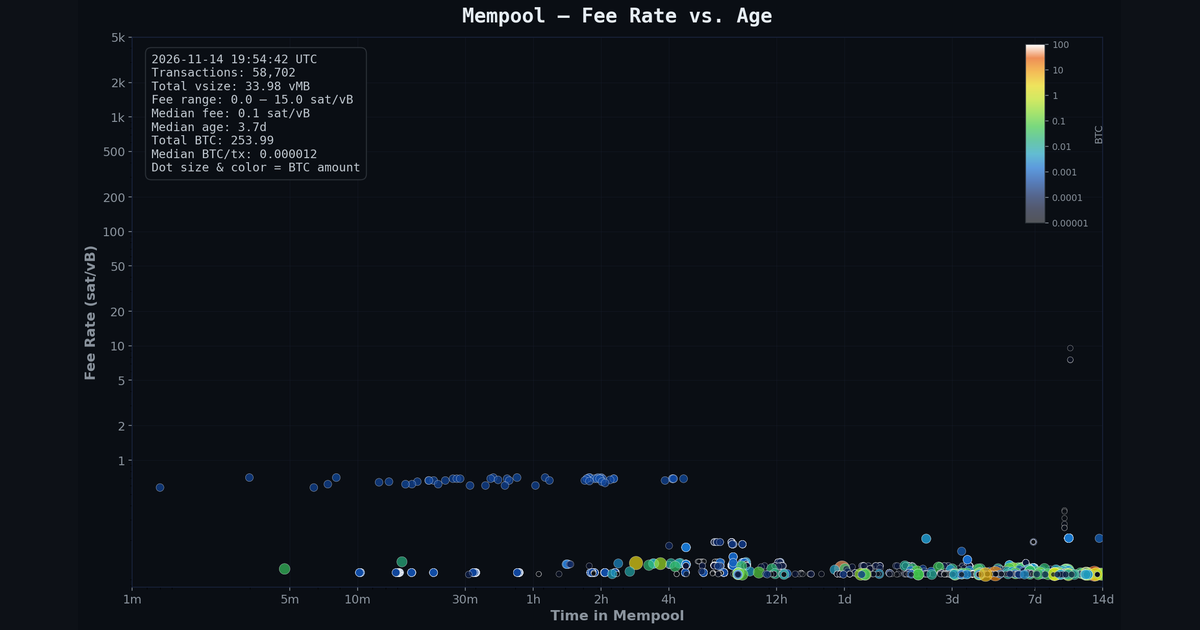 Mempool — Fee Rate vs. Age
2026-11-14 19:54:42 UTC
Transactions: 58,702
Total vsize: 33.98 vMB
Fee range: 0.0 – 15.0 sat/vB
Median fee: 0.1 sat/vB
Median age: 3.7d
Total BTC: 253.99
Median BTC/tx: 0.000012
Dot size & color = BTC amount
Fee Rate (sat/vB)
5k
2k
1k
500
200
100
50
20
10
5
2
1
100
10
1
0.1
0.01
0.001
0.0001
0.00001
BTC
1m 5m 10m 30m 1h 2h 4h 12h 1d 3d 7d 14d
Time in Mempool